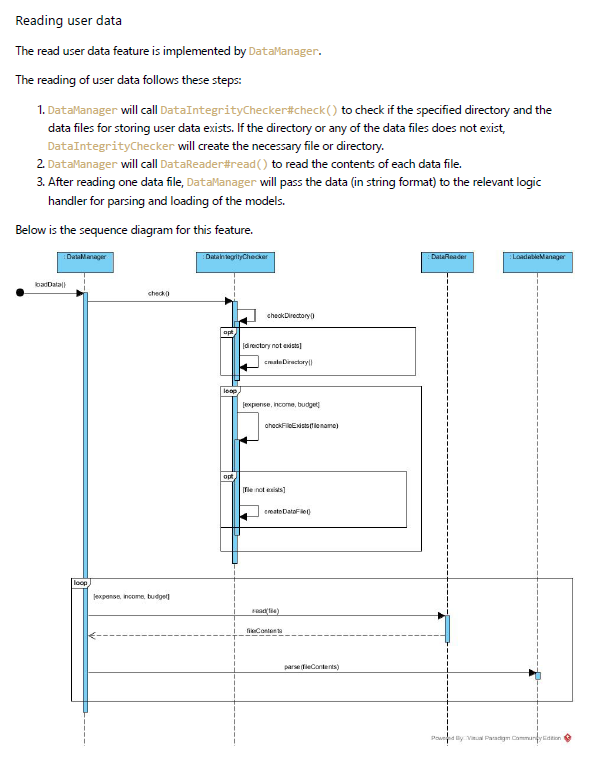 Reading user data
The read user data feature is implemented by DataManager.
The reading of user data follows these steps:
1. DataManager will call DataIntegrityChecker#check() to check if the specified directory and the
data files for storing user data exists. If the directory or any of the data files does not exist,
DataIntegrityChecker will create the necessary file or directory.
2. DataManager will call DataReader#read() to read the contents of each data file.
3. After reading one data file, DataManager will pass the data (in string format) to the relevant logic
handler for parsing and loading of the models.
Below is the sequence diagram for this feature.
: DataManager
: DataIntegrityChecker
: DataReader
: LoadableManager
loadData()
check()
checkDirectory()
opt
[directory not exists]
createDirectory()
loop
[expense, income, budget]
checkFileExists(filename)
opt
[file not exists]
createDataFile()
loop
[expense, income, budget]
read(file)
fileContents
parse(fileContents)
Powered By Visual Paradigm Community Edition